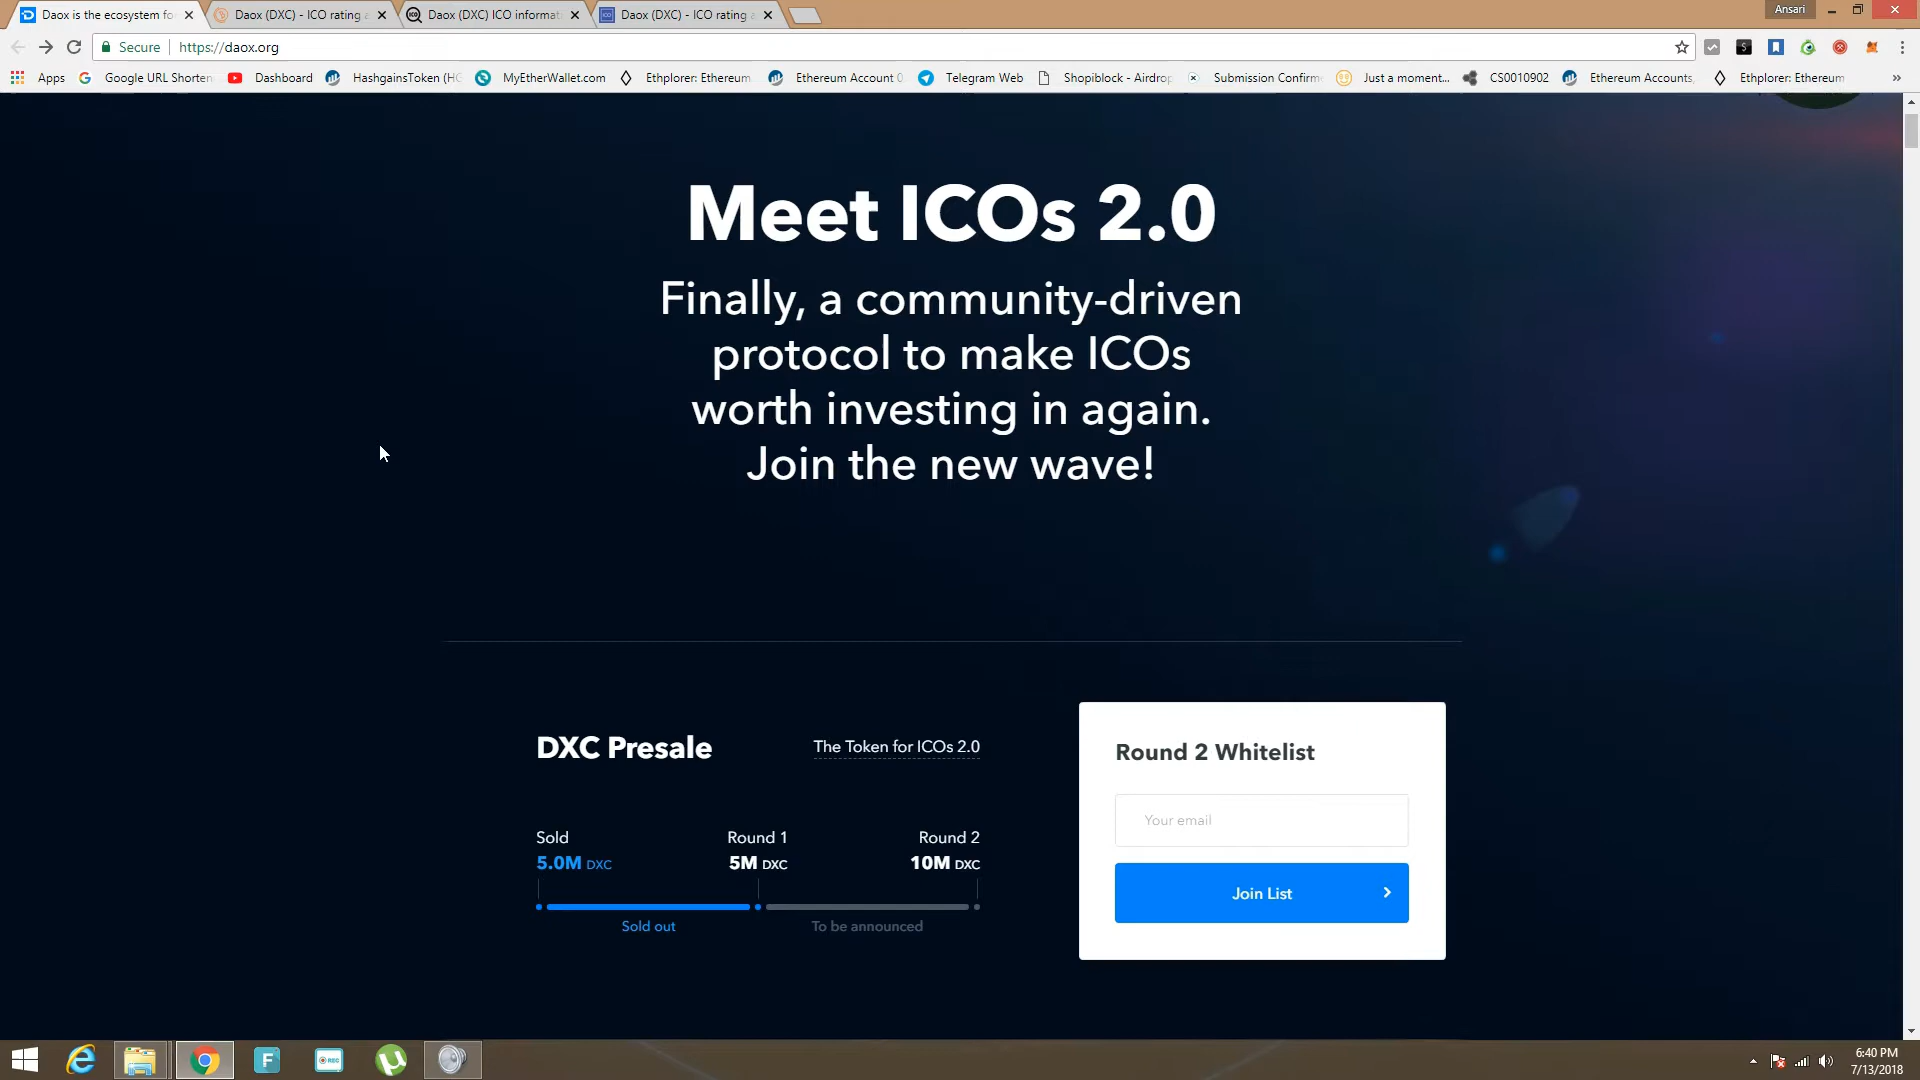 Daox is the ecosystem fo
Daox (DXC) - ICO rating a
Daox (DXC) ICO informat
Daox (DXC) - ICO rating a
Ansari
Secure
https://daox.org
Apps
Google URL Shorten
Dashboard
HashgainsToken (HG
MyEtherWallet.com
Ethplorer: Ethereum
Ethereum Account 0
Telegram Web
Shopiblock - Airdrop
Submission Confirm
Just a moment...
CS0010902
Ethereum Accounts,
Ethplorer: Ethereum
Meet ICOs 2.0
Finally, a community-driven
protocol to make ICOs
worth investing in again.
Join the new wave!
DXC Presale
The Token for ICOs 2.0
Sold
5.0M DXC
Round 1
5M DXC
Round 2
10M DXC
Sold out
To be announced
Round 2 Whitelist
Your email
Join List
6:40 PM
7/13/2018